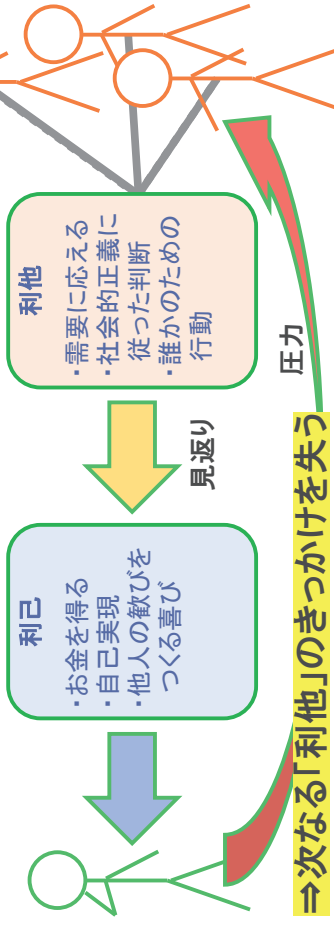 利己
・お金を得る
・自己実現
・他人の歓びを
つくる喜び
見返り
利他
・需要に応える
・社会的正義に
従った判断
・誰かのための
行動
圧力
⇒次なる「利他」のきっかけを失う